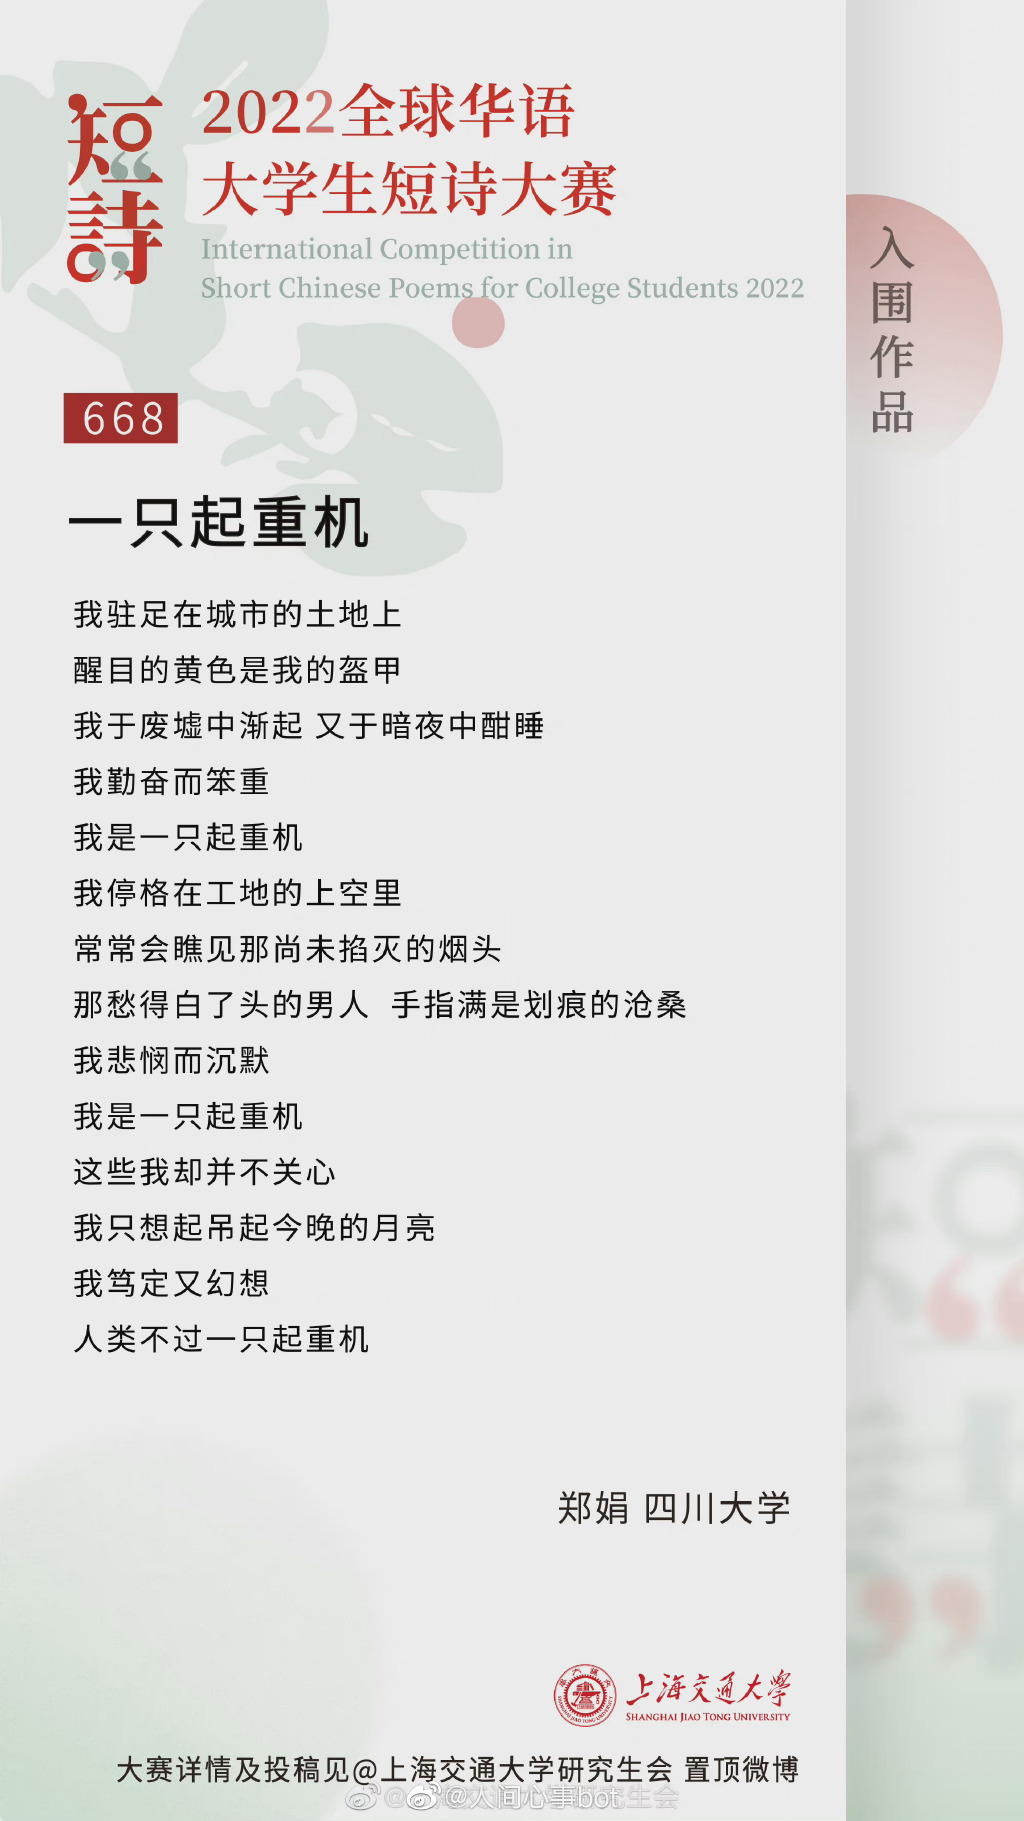 短詩
2022全球华语
大学生短诗大赛
International Competition in
Short Chinese Poems for College Students 2022
入围作品
668
一只起重机
我驻足在城市的土地上
醒目的黄色是我的盔甲
我于废墟中渐起 又于暗夜中酣睡
我勤奋而笨重
我是一只起重机
我停格在工地的上空里
常常会瞧见那尚未掐灭的烟头
那愁得白了头的男人 手指满是划痕的沧桑
我悲悯而沉默
我是一只起重机
这些我却并不关心
我只想起吊起今晚的月亮
我笃定又幻想
人类不过一只起重机
郑娟 四川大学
上海交通大学
SHANGHAI JIAO TONG UNIVERSITY
大赛详情及投稿见@上海交通大学研究生会 置顶微博
@人间心事bot